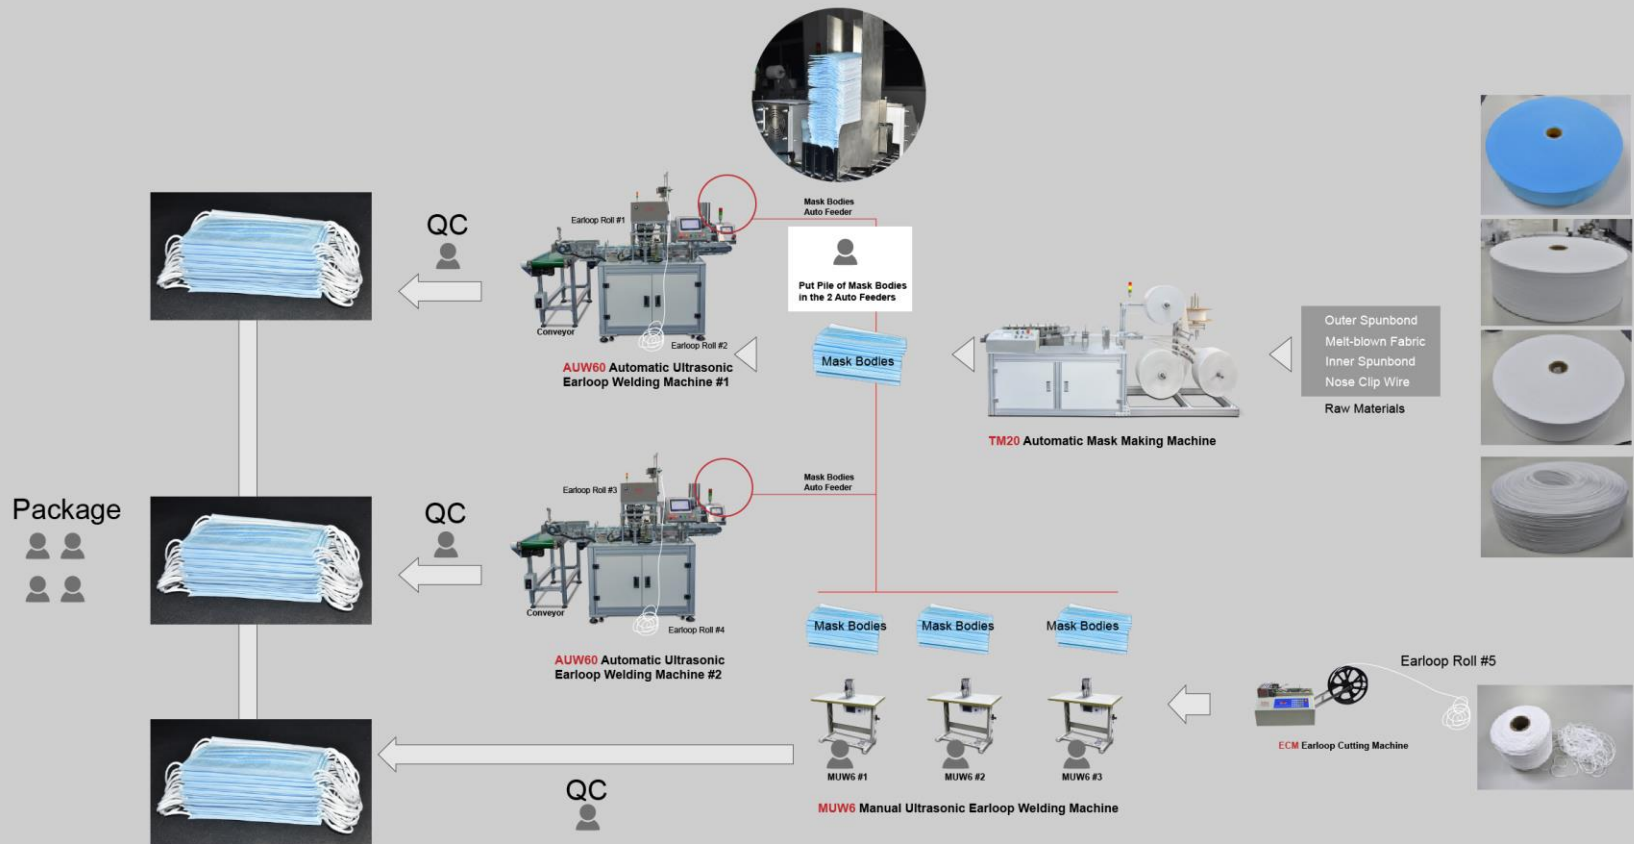 Mask Bodies
Auto Feeder
Earloop Roll #1
QC
Put Pile of Mask Bodies
in the 2 Auto Feeders
Conveyor
Earloop Roll #2
AUW60 Automatic Ultrasonic
Earloop Welding Machine #1
Mask Bodies
TM20 Automatic Mask Making Machine
Outer Spunbond
Melt-blown Fabric
Inner Spunbond
Nose Clip Wire
Raw Materials
Mask Bodies
Auto Feeder
Earloop Roll #3
QC
Package
Conveyor
Earloop Roll #4
AUW60 Automatic Ultrasonic
Earloop Welding Machine #2
Mask Bodies
Mask Bodies
Mask Bodies
Earloop Roll #5
ECM Earloop Cutting Machine
MUW6 #1
MUW6 #2
MUW6 #3
MUW6 Manual Ultrasonic Earloop Welding Machine
QC